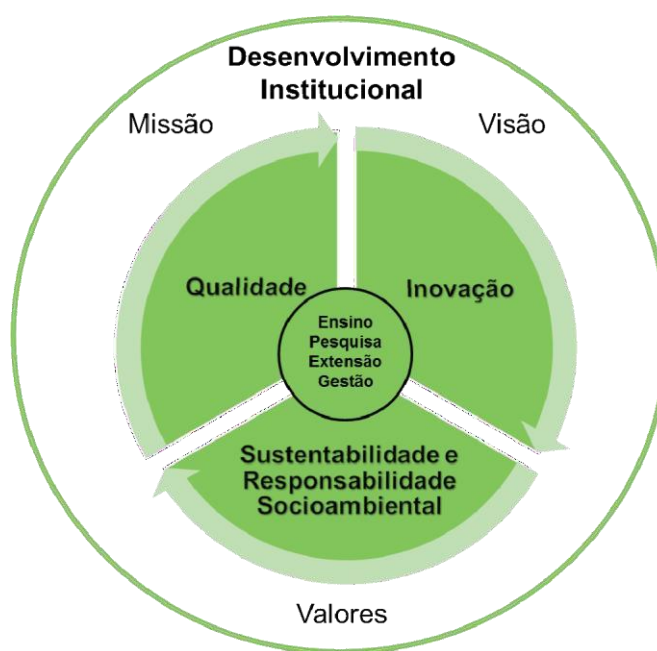 Desenvolvimento
Institucional
Missão
Visão
Qualidade
Inovação
Ensino
Pesquisa
Extensão
Gestão
Sustentabilidade e
Responsabilidade
Socioambiental
Valores